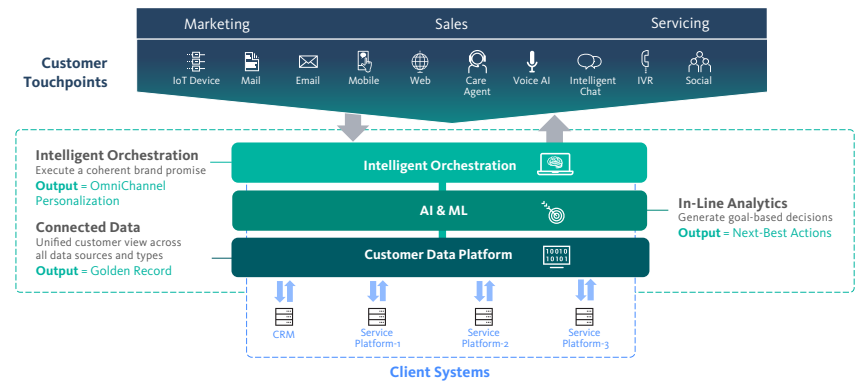 Marketing
Sales
Servicing
Customer
Touchpoints
IoT Device
Mail
Email
Mobile
Web
Care
Agent
Voice AI
Intelligent
Chat
IVR
Social
Intelligent Orchestration
Execute a coherent brand promise
Output = OmniChannel
Personalization
Connected Data
Unified customer view across
all data sources and types
Output = Golden Record
Intelligent Orchestration
AI & ML
Customer Data Platform
10010
10101
In-Line Analytics
Generate goal-based decisions
Output = Next-Best Actions
CRM
Service
Platform-1
Service
Platform-2
Service
Platform-3
Client Systems